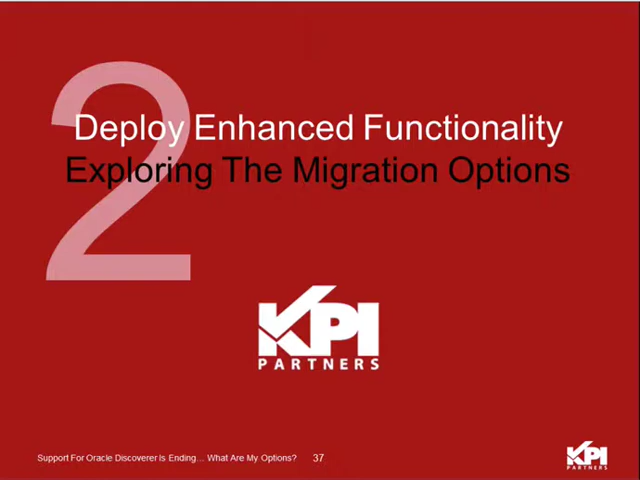 2
Deploy Enhanced Functionality
Exploring The Migration Options
KPI
PARTNERS
Support For Oracle Discoverer Is Ending... What Are My Options? 37
KPI
PARTNERS